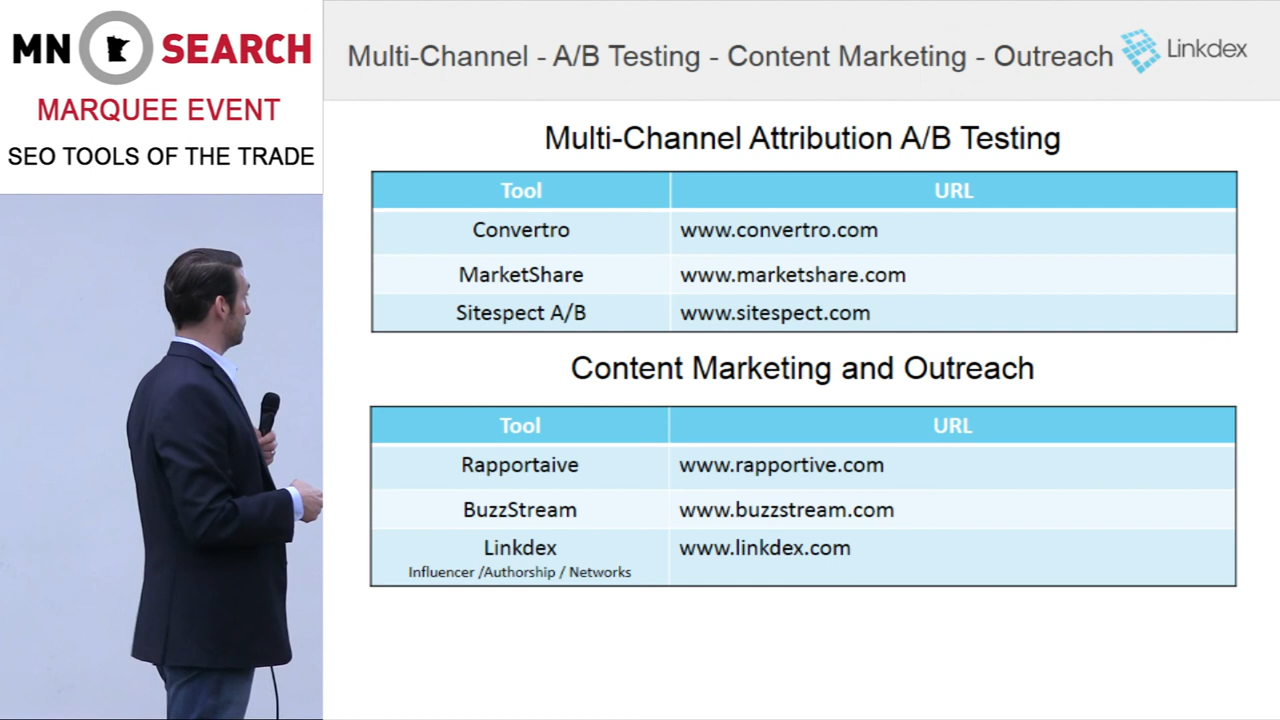 MN SEARCH
MARQUEE EVENT
SEO TOOLS OF THE TRADE
Multi-Channel - A/B Testing - Content Marketing - Outreach
Linkdex
Multi-Channel Attribution A/B Testing
Tool URL
Convertro www.convertro.com
MarketShare www.marketshare.com
Sitespect A/B www.sitespect.com
Content Marketing and Outreach
Tool URL
Rapportaive www.rapportive.com
BuzzStream www.buzzstream.com
Linkdex www.linkdex.com
Influencer /Authorship / Networks